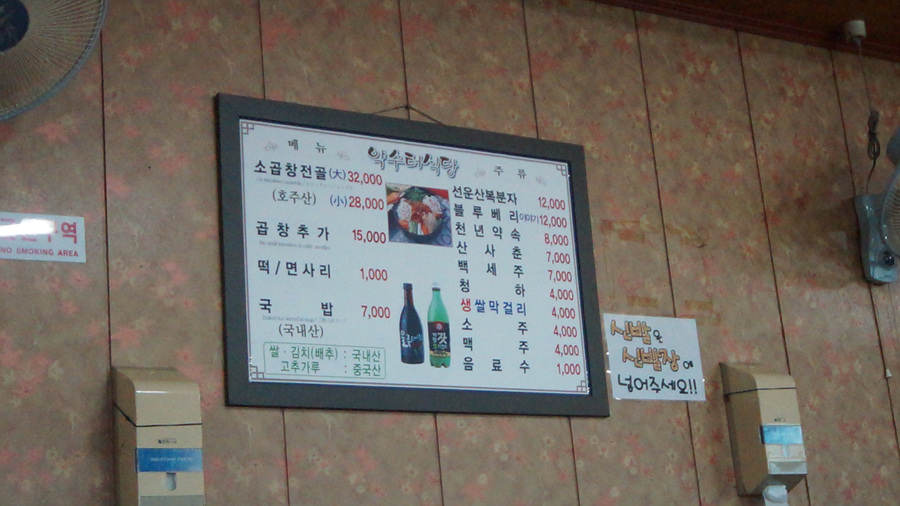 메뉴
약수터식당
주류
소곱창전골(大) 32,000
(호주산) (小) 28,000
곱창추가 15,000
떡/면사리 1,000
국밥 7,000
(국내산)
쌀·김치(배추) : 국내산
고추가루 : 중국산
선운산복분자 12,000
블루베리이야기 12,000
천년약속 8,000
산사춘 7,000
백세주 7,000
청하 4,000
생쌀막걸리 4,000
소주 4,000
맥주 4,000
음료수 1,000
구역
NO SMOKING AREA
신발은
신발장에
넣어주세요!!